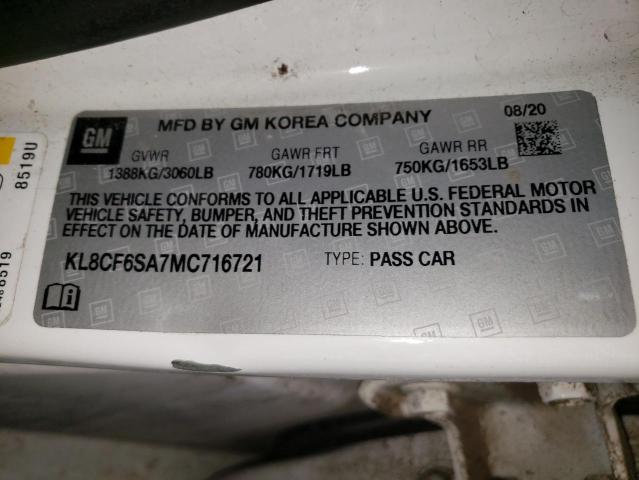 MFD BY GM KOREA COMPANY
08/20
GM
GVWR
GAWR FRT
GAWR RR
1388KG/3060LB
780KG/1719LB
750KG/1653LB
THIS VEHICLE CONFORMS TO ALL APPLICABLE U.S. FEDERAL MOTOR
VEHICLE SAFETY, BUMPER, AND THEFT PREVENTION STANDARDS IN
EFFECT ON THE DATE OF MANUFACTURE SHOWN ABOVE.
KL8CF6SA7MC716721
TYPE: PASS CAR
8519U